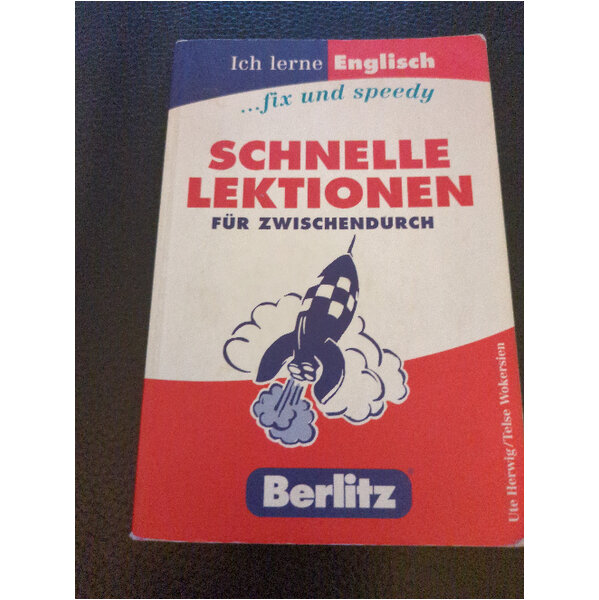 Ich lerne Englisch
...fix und speedy
SCHNELLE
LEKTIONEN
FÜR ZWISCHENDURCH
Ute Herwig/Telse Wokersien
Berlitz